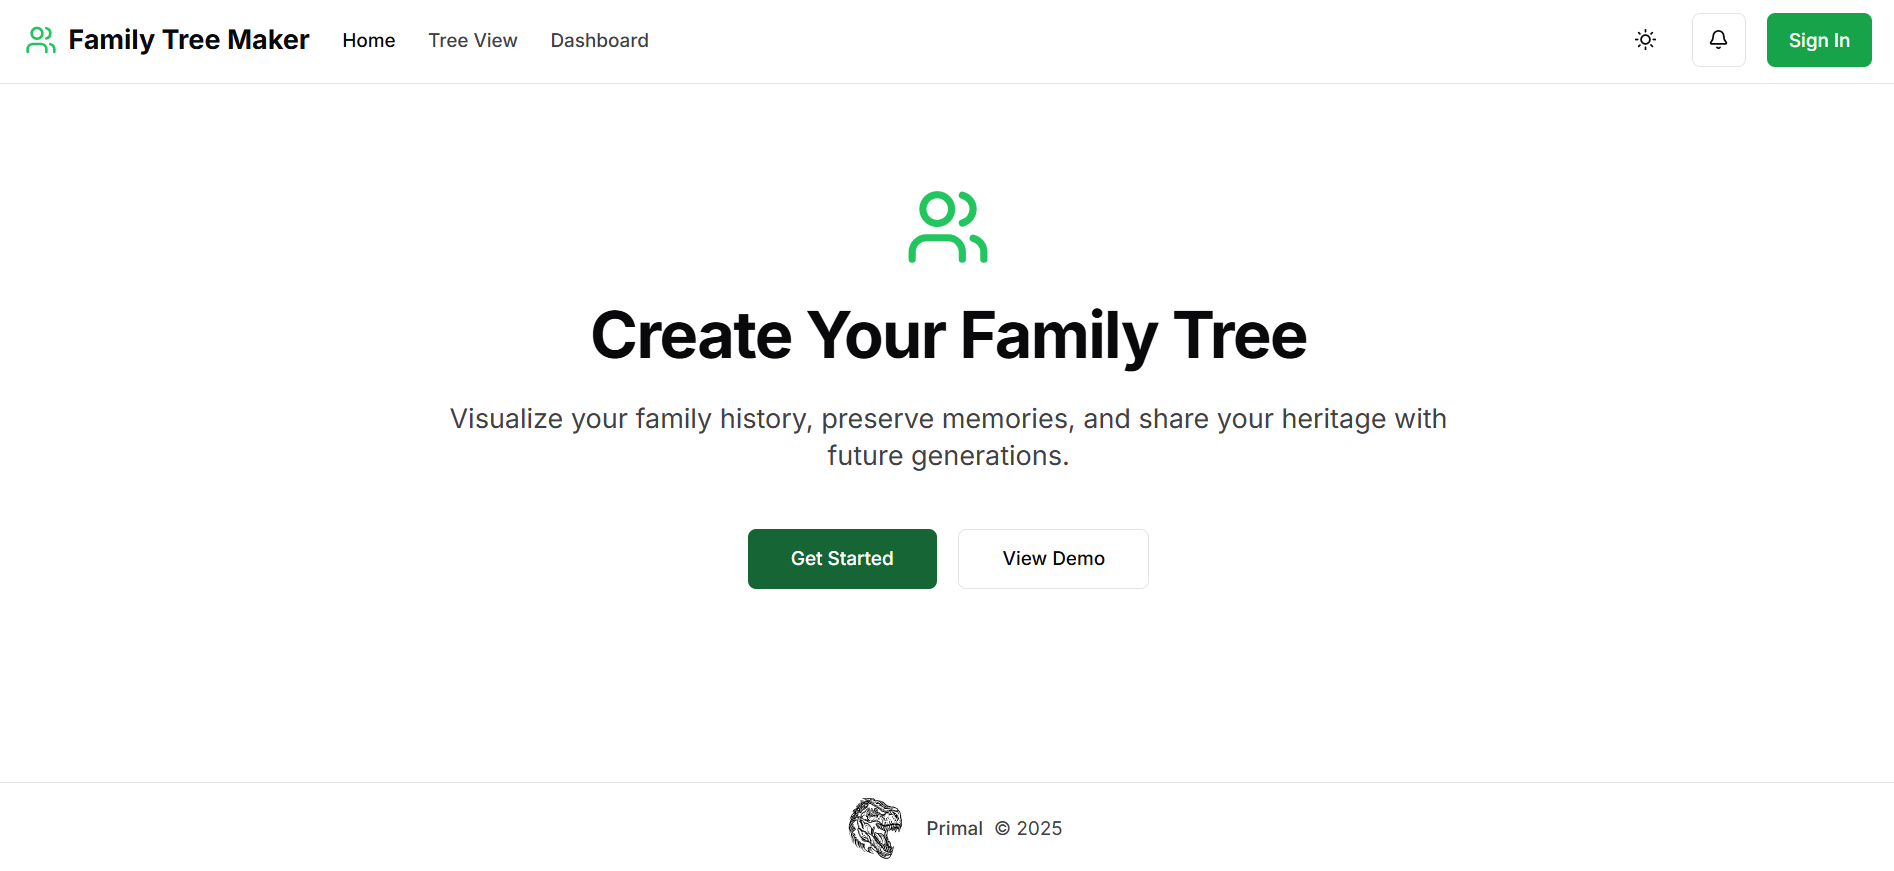 Family Tree Maker Home Tree View Dashboard Sign In
Create Your Family Tree
Visualize your family history, preserve memories, and share your heritage with
future generations.
Get Started View Demo
Primal © 2025